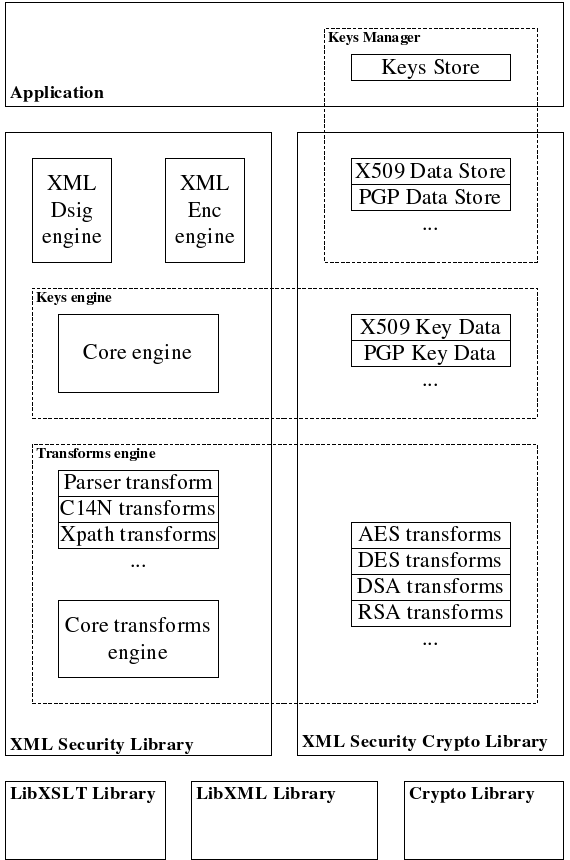 Keys Manager
Keys Store
Application
XML
Dsig
engine
XML
Enc
engine
X509 Data Store
PGP Data Store
...
Keys engine
Core engine
X509 Key Data
PGP Key Data
...
Transforms engine
Parser transform
C14N transforms
Xpath transforms
...
Core transforms
engine
AES transforms
DES transforms
DSA transforms
RSA transforms
...
XML Security Library
XML Security Crypto Library
LibXSLT Library
LibXML Library
Crypto Library